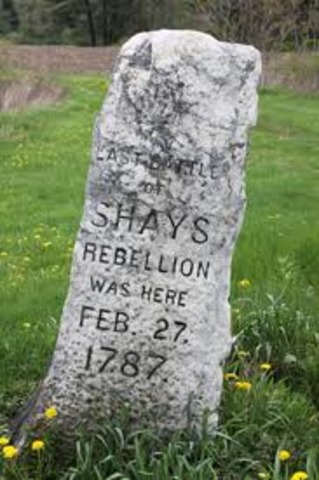 LAST BATTLE
OF
SHAYS
REBELLION
WAS HERE
FEB. 27.
1787.